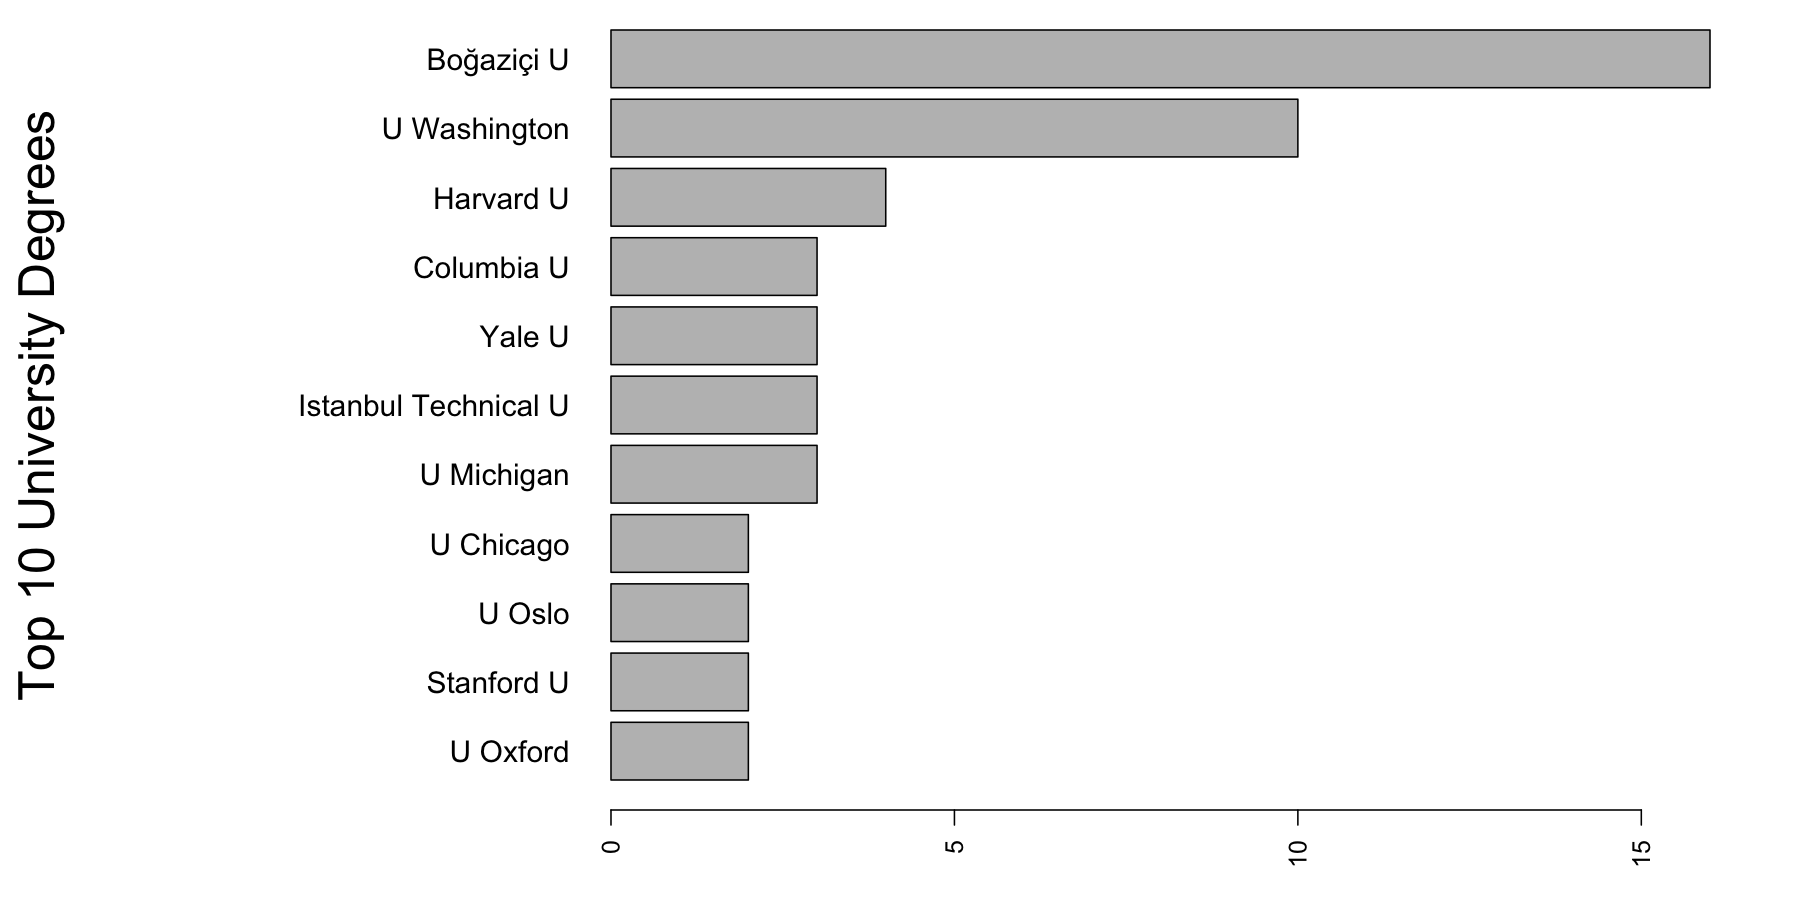 Top 10 University Degrees
Boğaziçi U
U Washington
Harvard U
Columbia U
Yale U
Istanbul Technical U
U Michigan
U Chicago
U Oslo
Stanford U
U Oxford
0 5 10 15